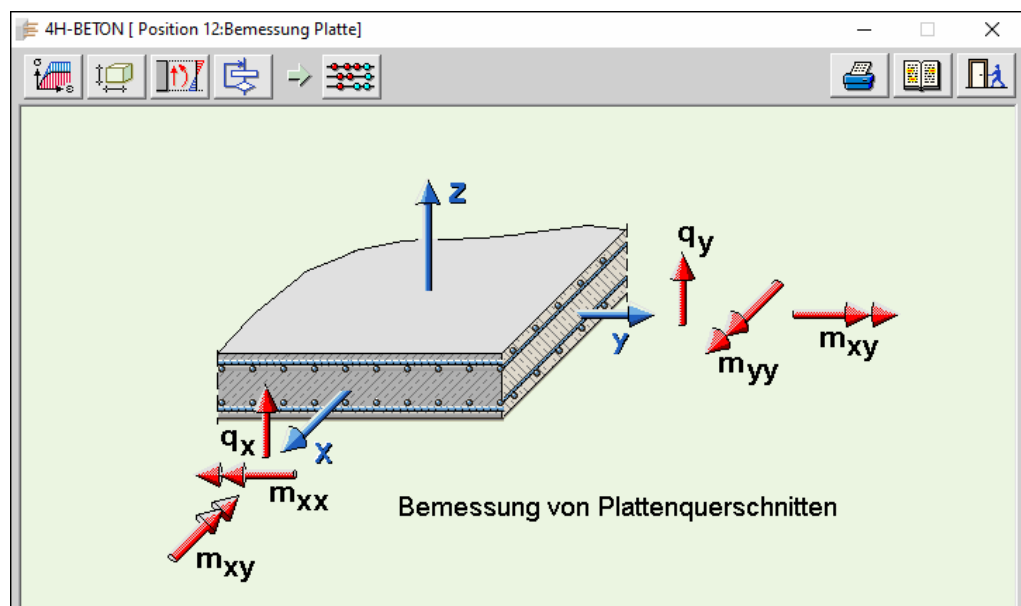 4H-BETON [ Position 12:Bemessung Platte]
σ
ε
z
qy
y
myy
mxy
qx
x
mxx
mxy
Bemessung von Plattenquerschnitten